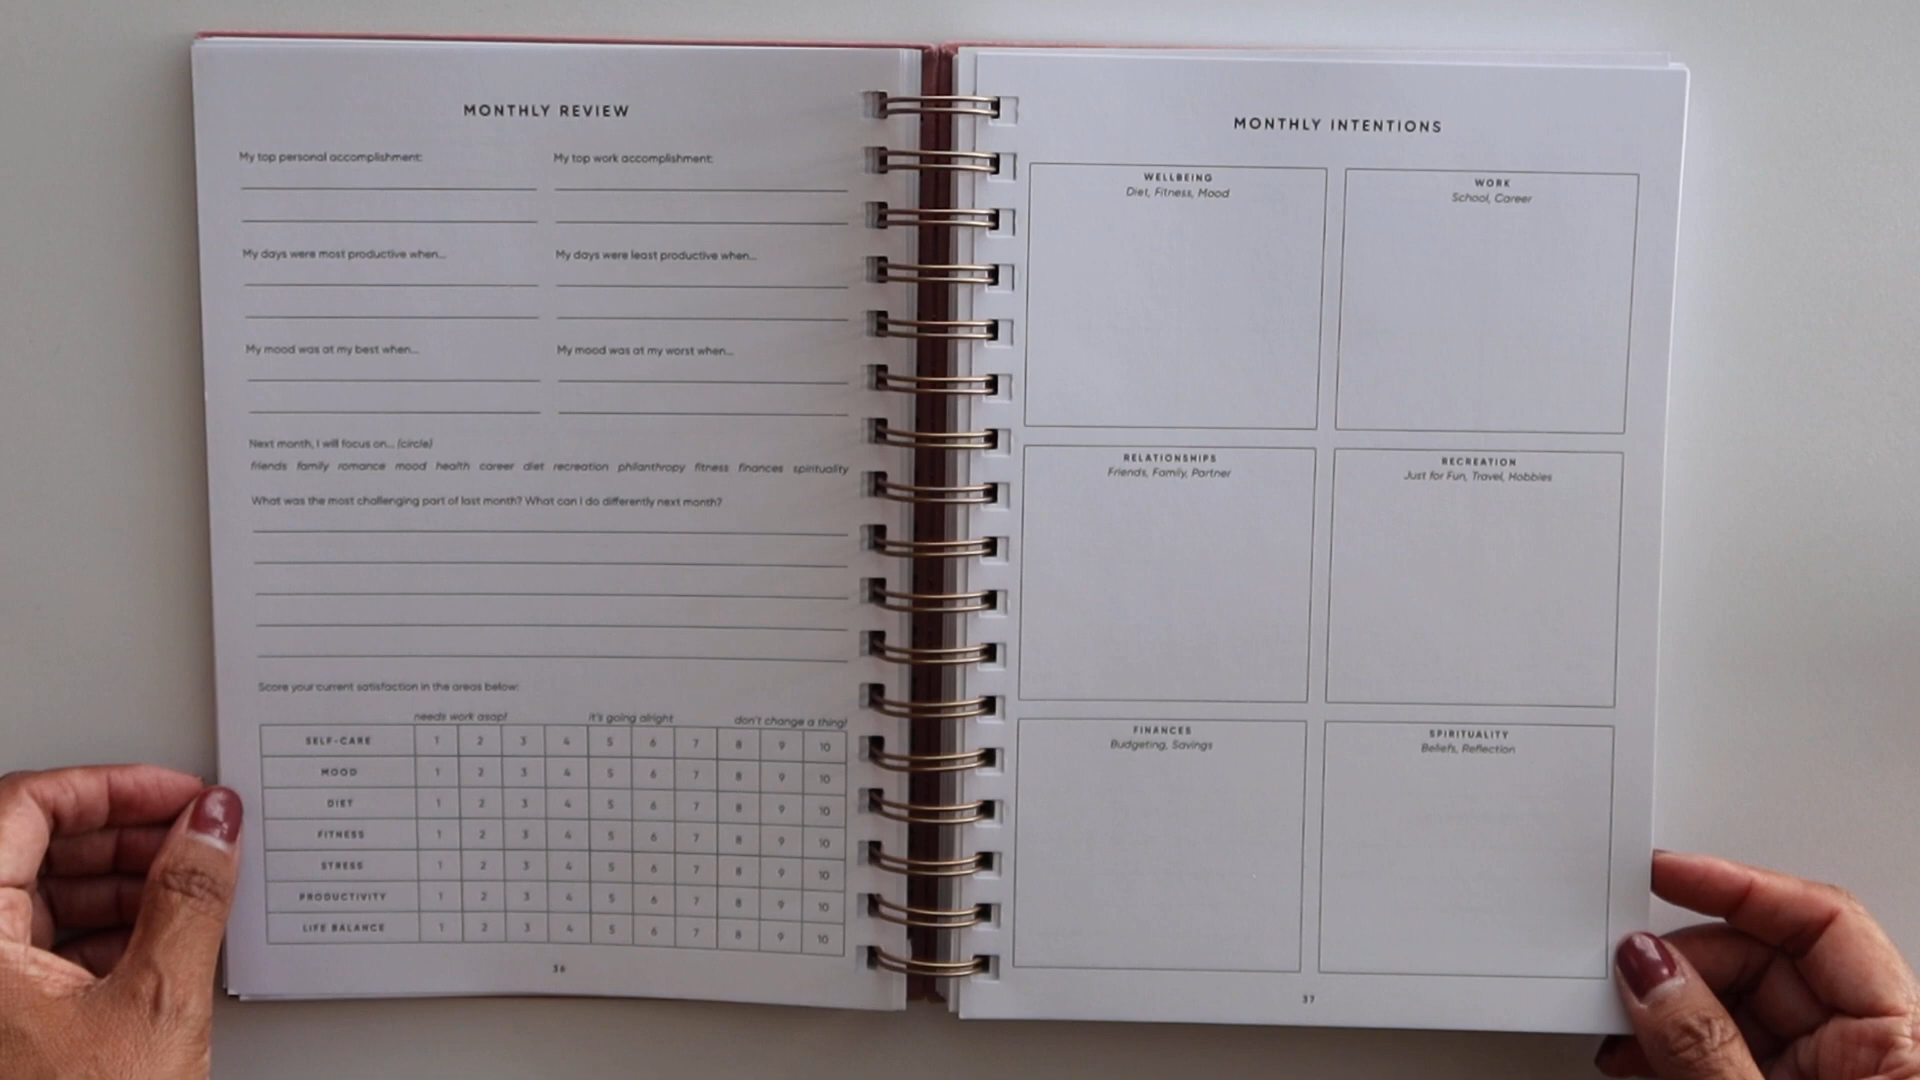 MONTHLY REVIEW
My top personal accomplishment:
My top work accomplishment:
My days were most productive when...
My days were least productive when...
My mood was at my best when...
My mood was at my worst when...
Next month, I will focus on... (circle)
friends family romance mood health career diet recreation philanthropy fitness finances spirituality
What was the most challenging part of last month? What can I do differently next month?
Score your current satisfaction in the areas below:
needs work asap! it's going alright don't change a thing!
SELF-CARE 1 2 3 4 5 6 7 8 9 10
MOOD 1 2 3 4 5 6 7 8 9 10
DIET 1 2 3 4 5 6 7 8 9 10
FITNESS 1 2 3 4 5 6 7 8 9 10
STRESS 1 2 3 4 5 6 7 8 9 10
PRODUCTIVITY 1 2 3 4 5 6 7 8 9 10
LIFE BALANCE 1 2 3 4 5 6 7 8 9 10
36
MONTHLY INTENTIONS
WELLBEING
Diet, Fitness, Mood
WORK
School, Career
RELATIONSHIPS
Friends, Family, Partner
RECREATION
Just for Fun, Travel, Hobbies
FINANCES
Budgeting, Savings
SPIRITUALITY
Beliefs, Reflection
37